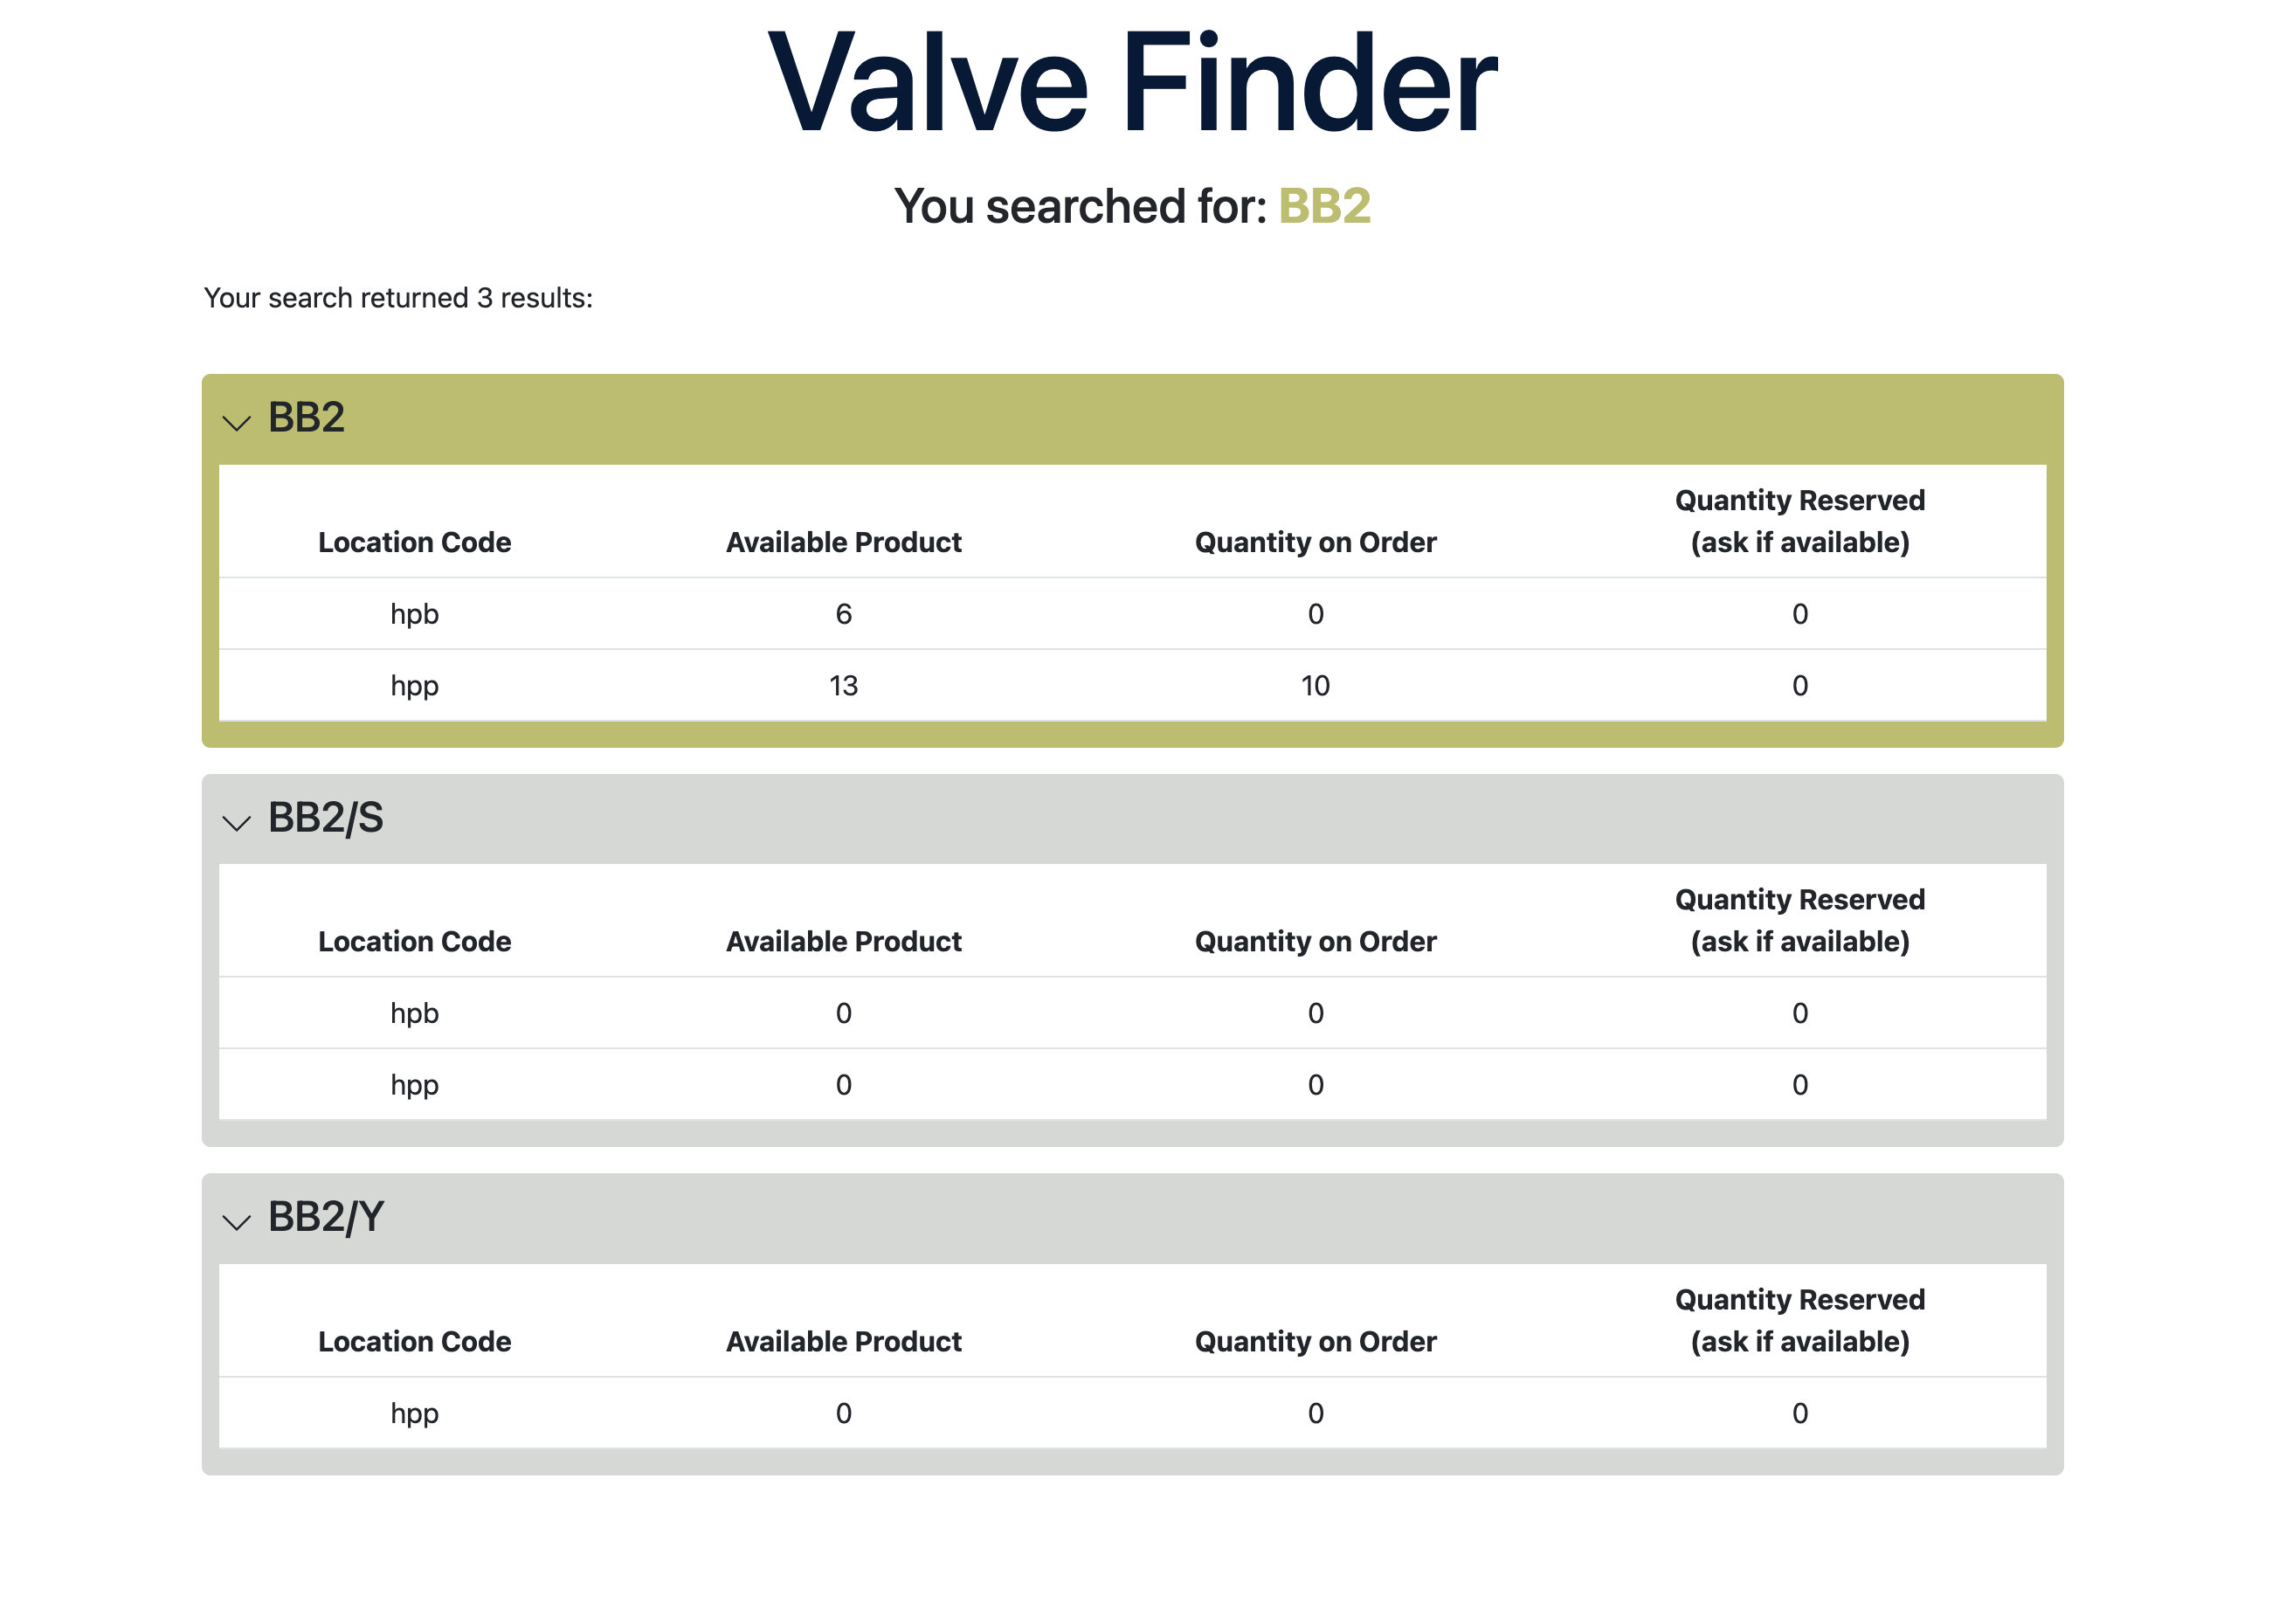 Valve Finder
You searched for: BB2
Your search returned 3 results:
BB2
Location Code Available Product Quantity on Order Quantity Reserved (ask if available)
hpb 6 0 0
hpp 13 10 0
BB2/S
Location Code Available Product Quantity on Order Quantity Reserved (ask if available)
hpb 0 0 0
hpp 0 0 0
BB2/Y
Location Code Available Product Quantity on Order Quantity Reserved (ask if available)
hpp 0 0 0